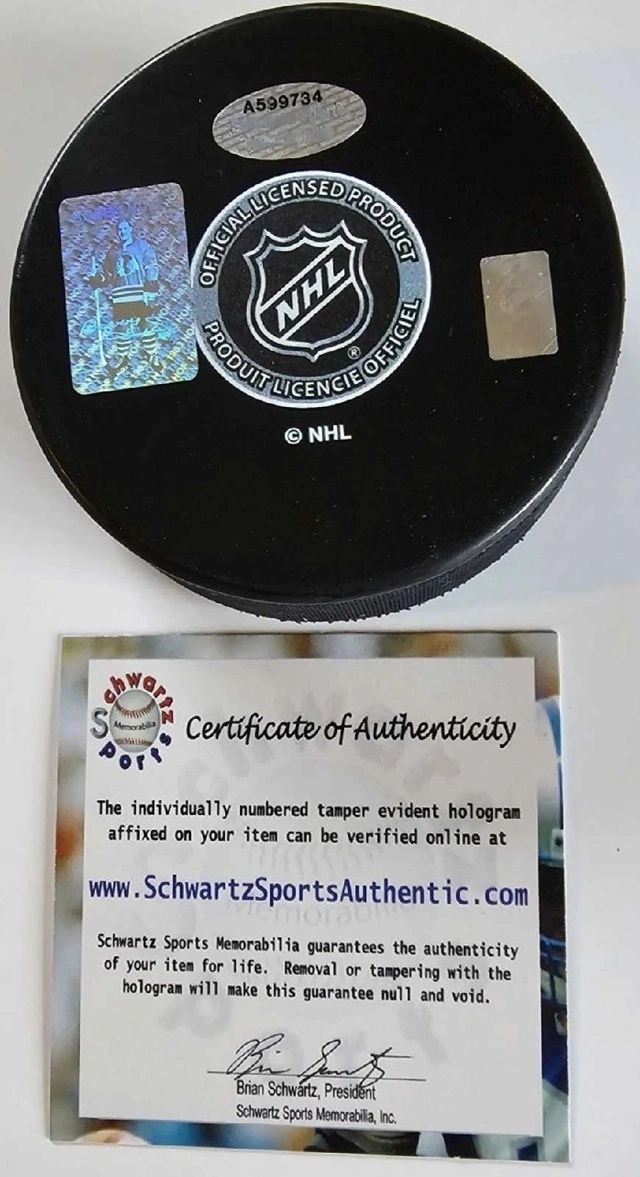 A599734
OFFICIAL LICENSED PRODUCT
NHL
®
PRODUIT LICENCIE OFFICIEL
© NHL
Schwartz
Sports
Memorabilia
Certificate of Authenticity
The individually numbered tamper evident hologram
affixed on your item can be verified online at
www.SchwartzSportsAuthentic.com
Schwartz Sports Memorabilia guarantees the authenticity
of your item for life. Removal or tampering with the
hologram will make this guarantee null and void.
Brian Schwartz, President
Schwartz Sports Memorabilia, Inc.